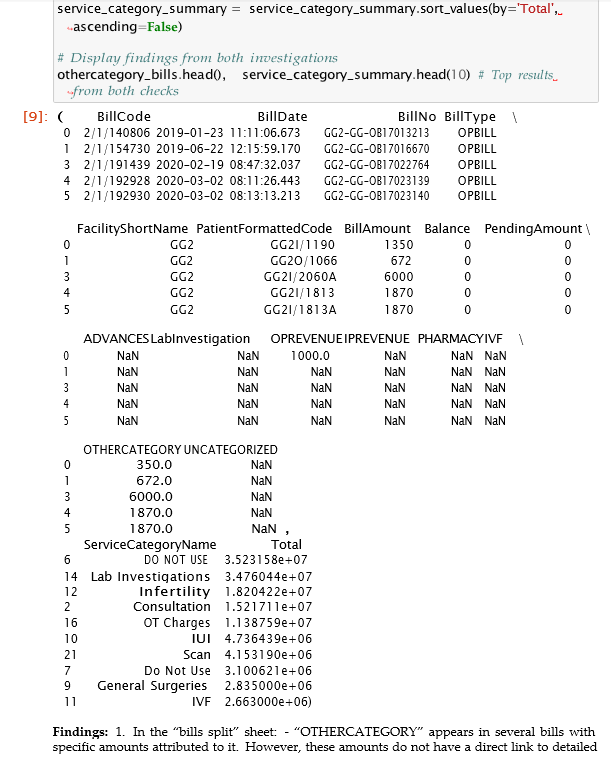 service_category_summary = service_category_summary.sort_values(by='Total',
ascending=False)
# Display findings from both investigations
othercategory_bills.head(), service_category_summary.head(10) # Top results
from both checks
[9]: ( BillCode BillDate BillNo BillType \
0 2/1/140806 2019-01-23 11:11:06.673 GG2-GG-OB17013213 OPBILL
1 2/1/154730 2019-06-22 12:15:59.170 GG2-GG-OB17016670 OPBILL
3 2/1/191439 2020-02-19 08:47:32.037 GG2-GG-OB17022764 OPBILL
4 2/1/192928 2020-03-02 08:11:26.443 GG2-GG-OB17023139 OPBILL
5 2/1/192930 2020-03-02 08:13:13.213 GG2-GG-OB17023140 OPBILL
FacilityShortName PatientFormattedCode BillAmount Balance PendingAmount \
0 GG2 GG2I/1190 1350 0 0
1 GG2 GG2O/1066 672 0 0
3 GG2 GG2I/2060A 6000 0 0
4 GG2 GG2I/1813 1870 0 0
5 GG2 GG2I/1813A 1870 0 0
ADVANCES LabInvestigation OPREVENUE IPREVENUE PHARMACY IVF \
0 NaN NaN 1000.0 NaN NaN NaN
1 NaN NaN NaN NaN NaN NaN
3 NaN NaN NaN NaN NaN NaN
4 NaN NaN NaN NaN NaN NaN
5 NaN NaN NaN NaN NaN NaN
OTHERCATEGORY UNCATEGORIZED
0 350.0 NaN
1 672.0 NaN
3 6000.0 NaN
4 1870.0 NaN
5 1870.0 NaN ,
ServiceCategoryName Total
6 DO NOT USE 3.523158e+07
14 Lab Investigations 3.476044e+07
12 Infertility 1.820422e+07
2 Consultation 1.521711e+07
16 OT Charges 1.138759e+07
10 IUI 4.736439e+06
21 Scan 4.153190e+06
7 Do Not Use 3.100621e+06
9 General Surgeries 2.835000e+06
11 IVF 2.663000e+06)
Findings: 1. In the “bills split” sheet: - “OTHERCATEGORY” appears in several bills with
specific amounts attributed to it. However, these amounts do not have a direct link to detailed